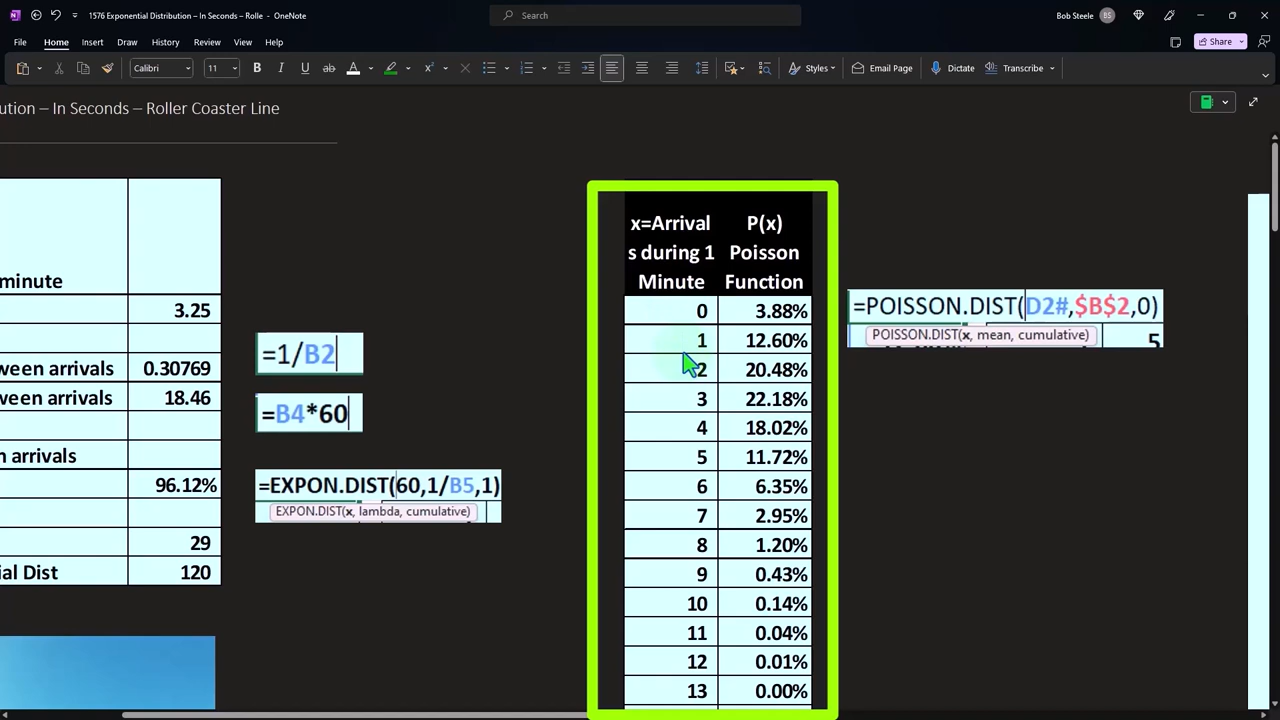 1576 Exponential Distribution – In Seconds – Rolle - OneNote
Search
Bob Steele
BS
File Home Insert Draw History Review View Help
Share
Calibri 11 B I U ab A Styles Email Page Dictate Transcribe
ution – In Seconds – Roller Coaster Line
minute
3.25
ween arrivals 0.30769
ween arrivals 18.46
n arrivals
96.12%
29
ial Dist 120
=1/B2
=B4*60
=EXPON.DIST(60,1/B5,1)
EXPON.DIST(x, lambda, cumulative)
x=Arrival
s during 1
Minute
P(x)
Poisson
Function
0 3.88%
1 12.60%
2 20.48%
3 22.18%
4 18.02%
5 11.72%
6 6.35%
7 2.95%
8 1.20%
9 0.43%
10 0.14%
11 0.04%
12 0.01%
13 0.00%
=POISSON.DIST(D2#,$B$2,0)
POISSON.DIST(x, mean, cumulative)
5